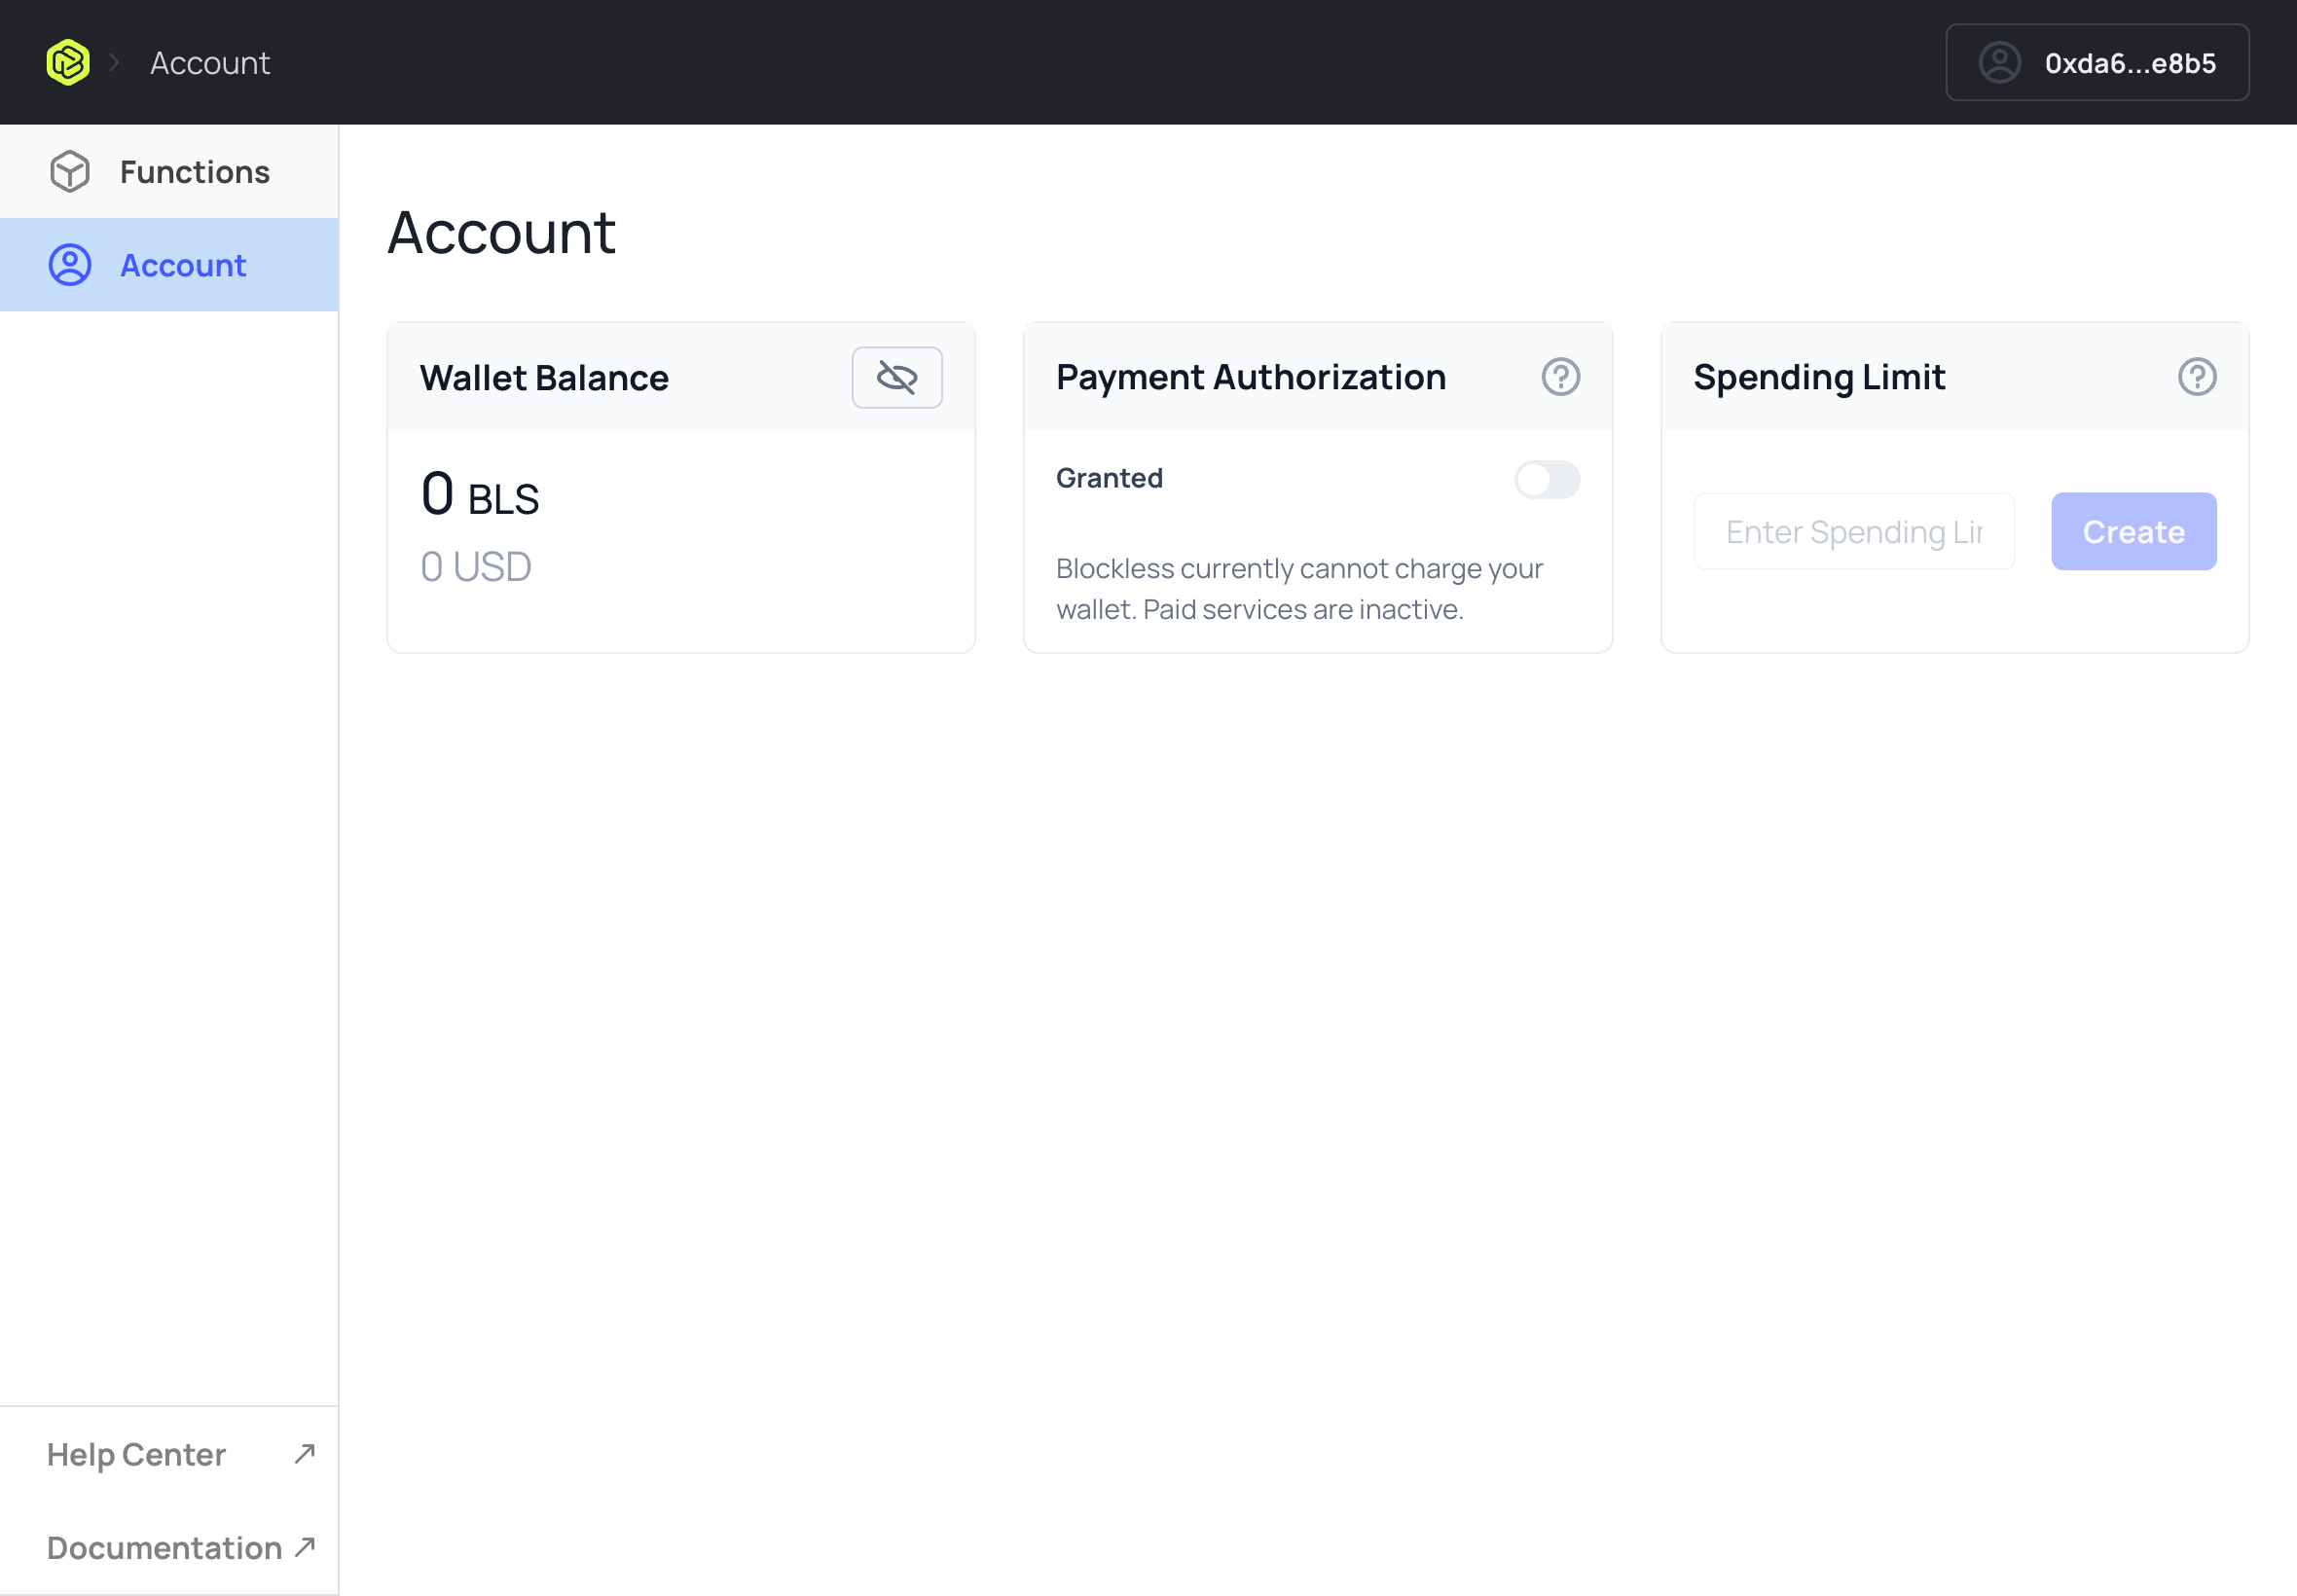 Account
0xda6...e8b5
Functions
Account
Account
Wallet Balance
0 BLS
0 USD
Payment Authorization
Granted
Blockless currently cannot charge your
wallet. Paid services are inactive.
Spending Limit
Enter Spending Lir
Create
Help Center
Documentation